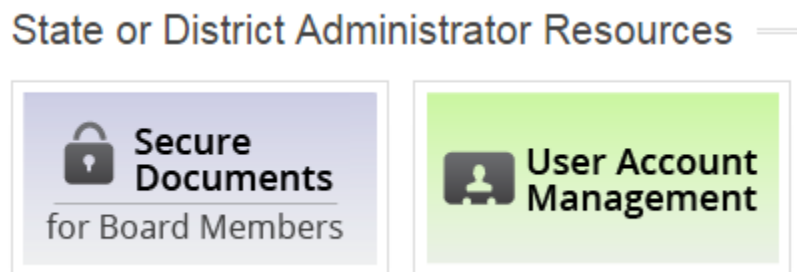 State or District Administrator Resources
Secure
Documents
for Board Members
User Account
Management